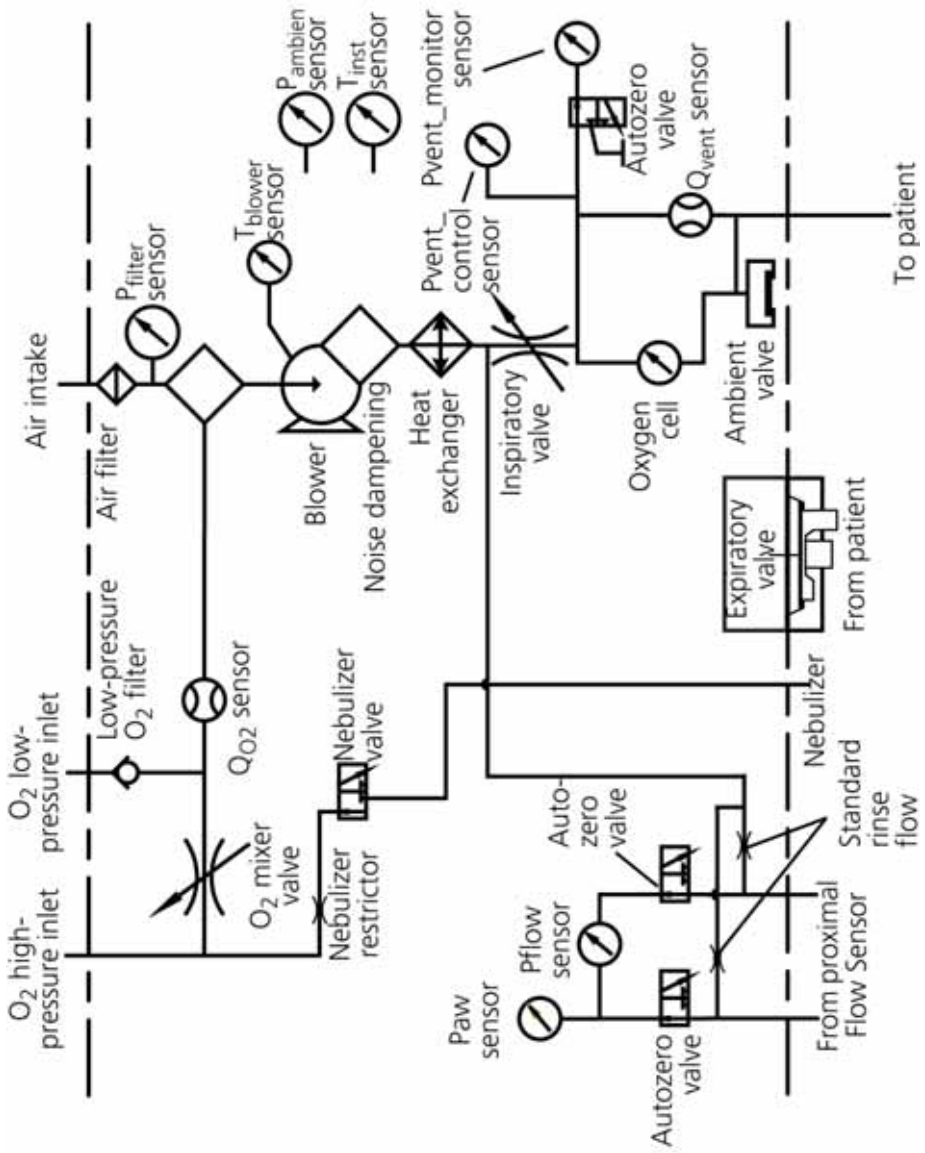 O2 high-
pressure inlet
O2 low-
pressure inlet
Low-pressure
O2 filter
Air intake
Air filter
Pfilter
sensor
Pambien
sensor
Tinst
sensor
Tblower
sensor
QO2 sensor
O2 mixer
valve
Nebulizer
restrictor
Nebulizer
valve
Blower
Noise dampening
Heat
exchanger
Inspiratory
valve
Pvent_
control
sensor
Pvent_monitor
sensor
Autozero
valve
Qvent sensor
Oxygen
cell
Ambient
valve
Expiratory
valve
Paw
sensor
Pflow
sensor
Auto-
zero
valve
Autozero
valve
Standard
rinse
flow
From proximal
Flow Sensor
Nebulizer
From patient
To patient